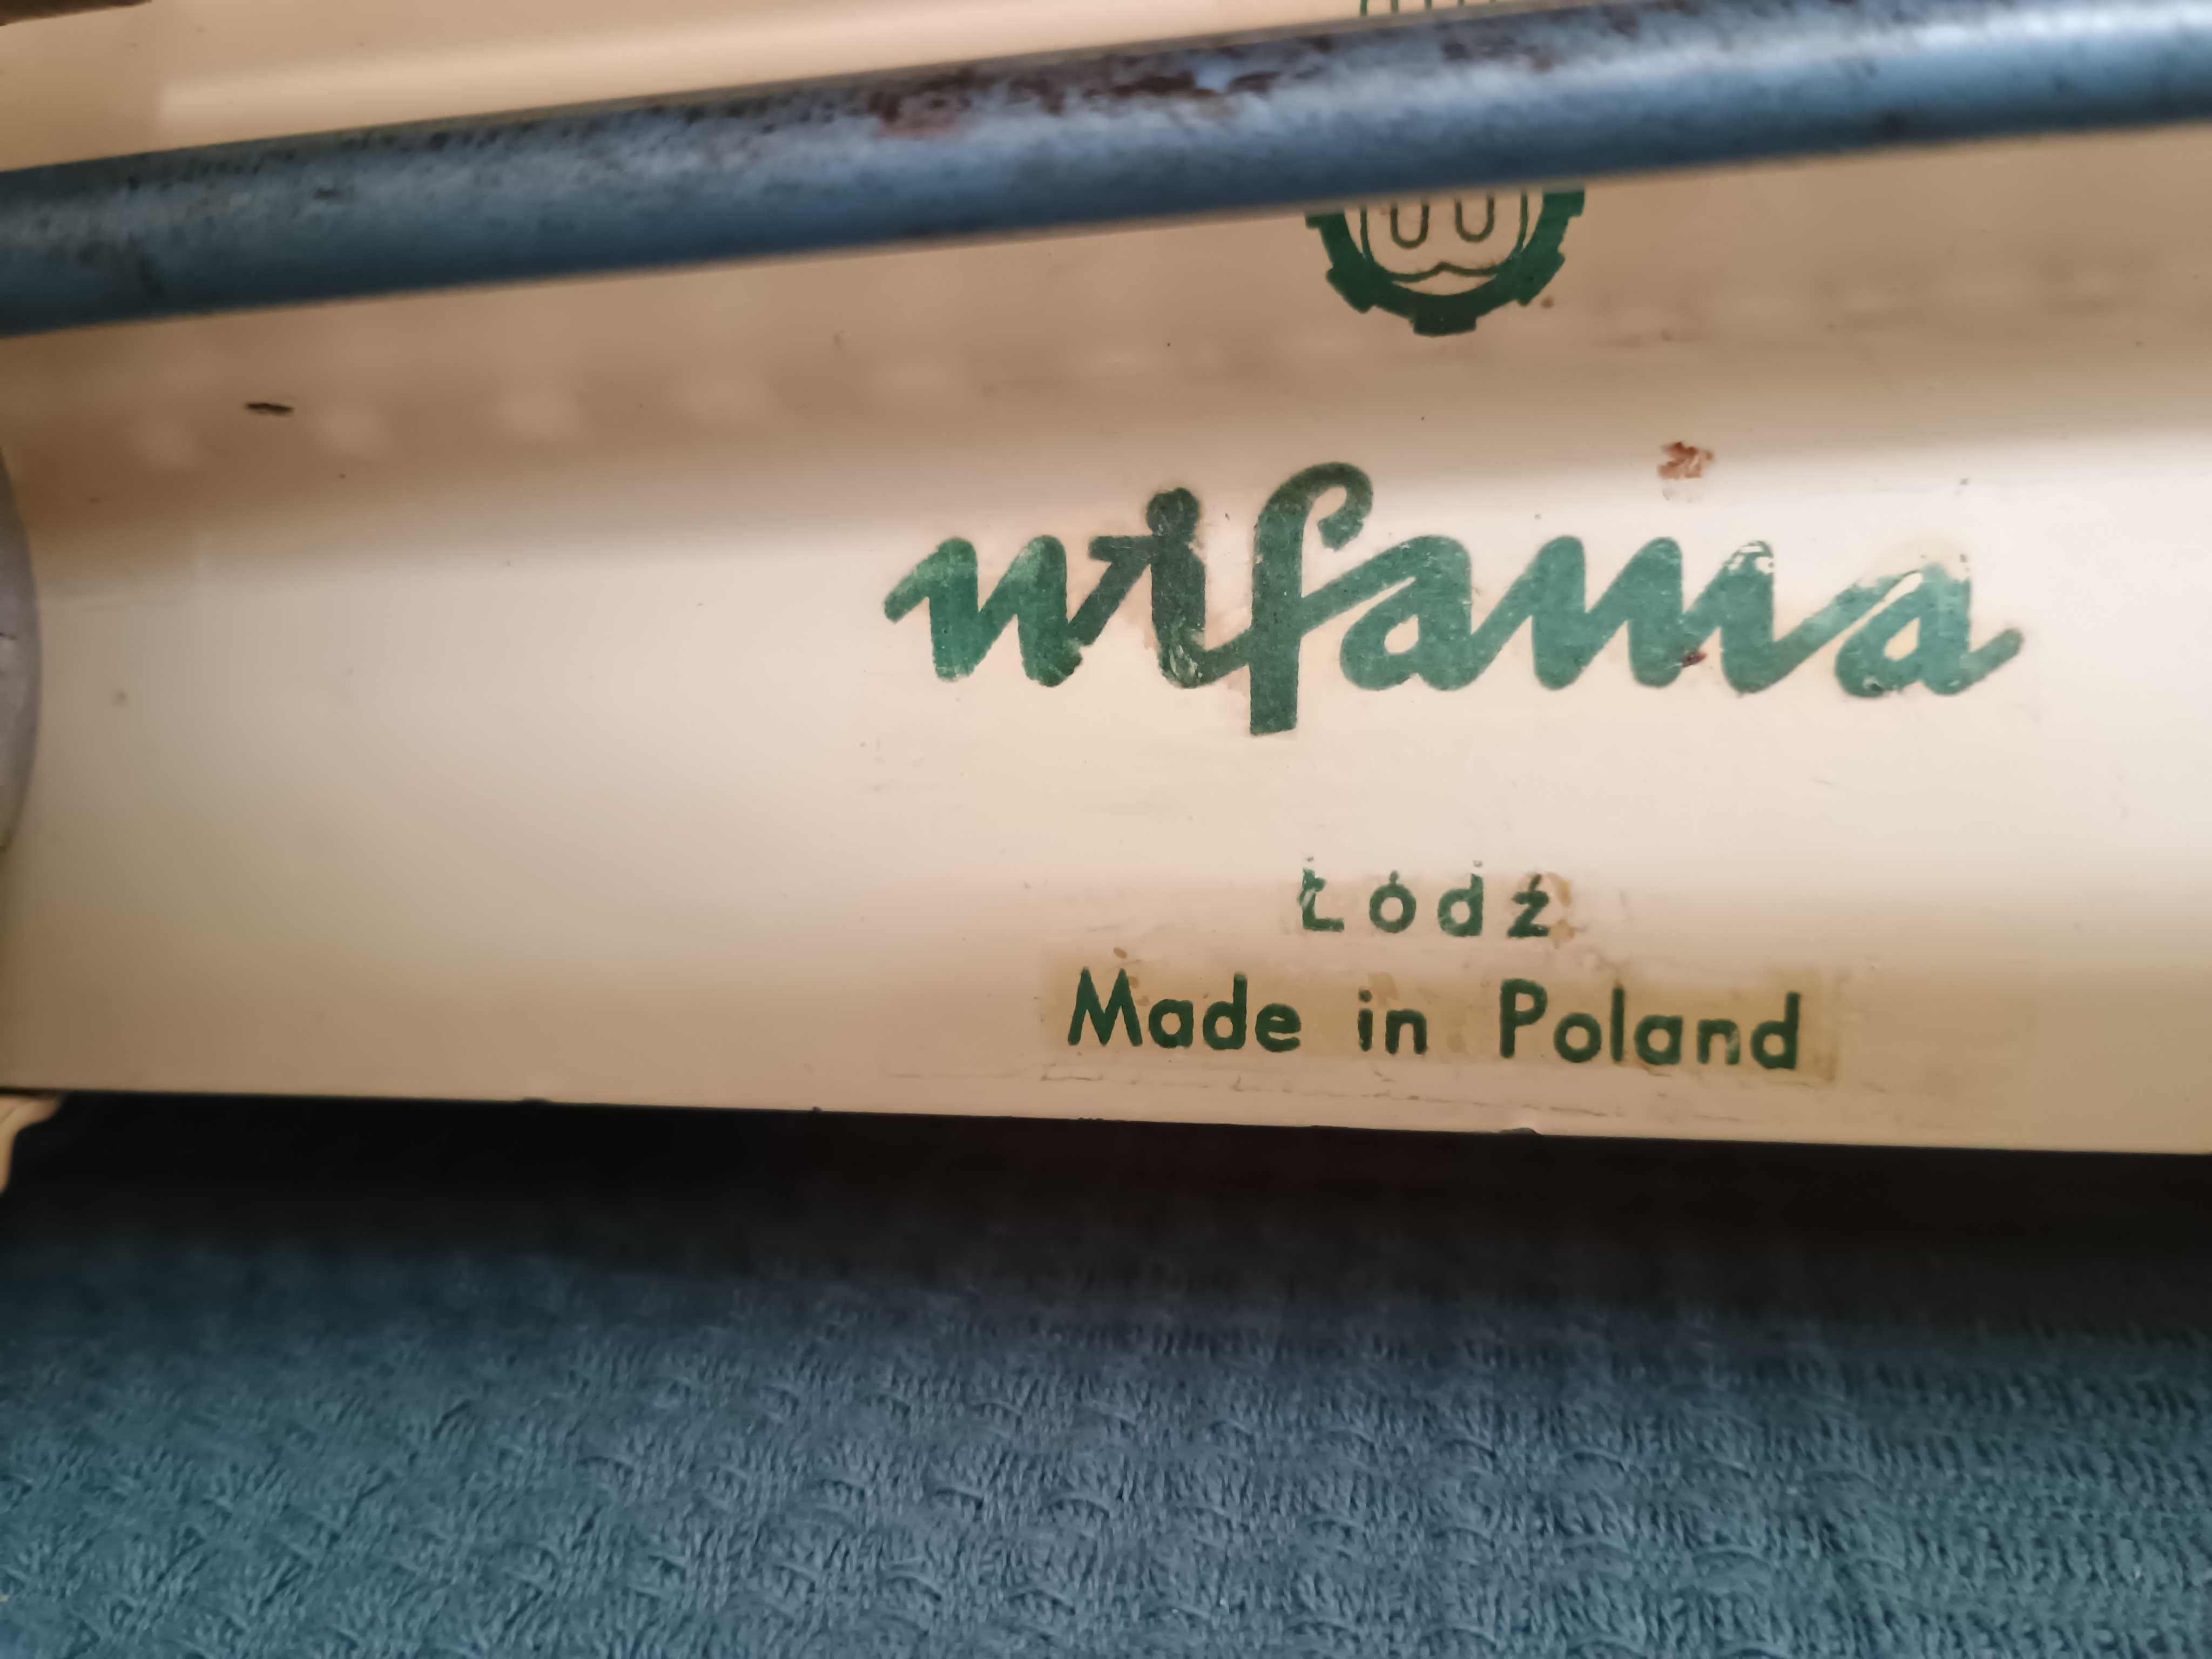 wifama
Łódź
Made in Poland